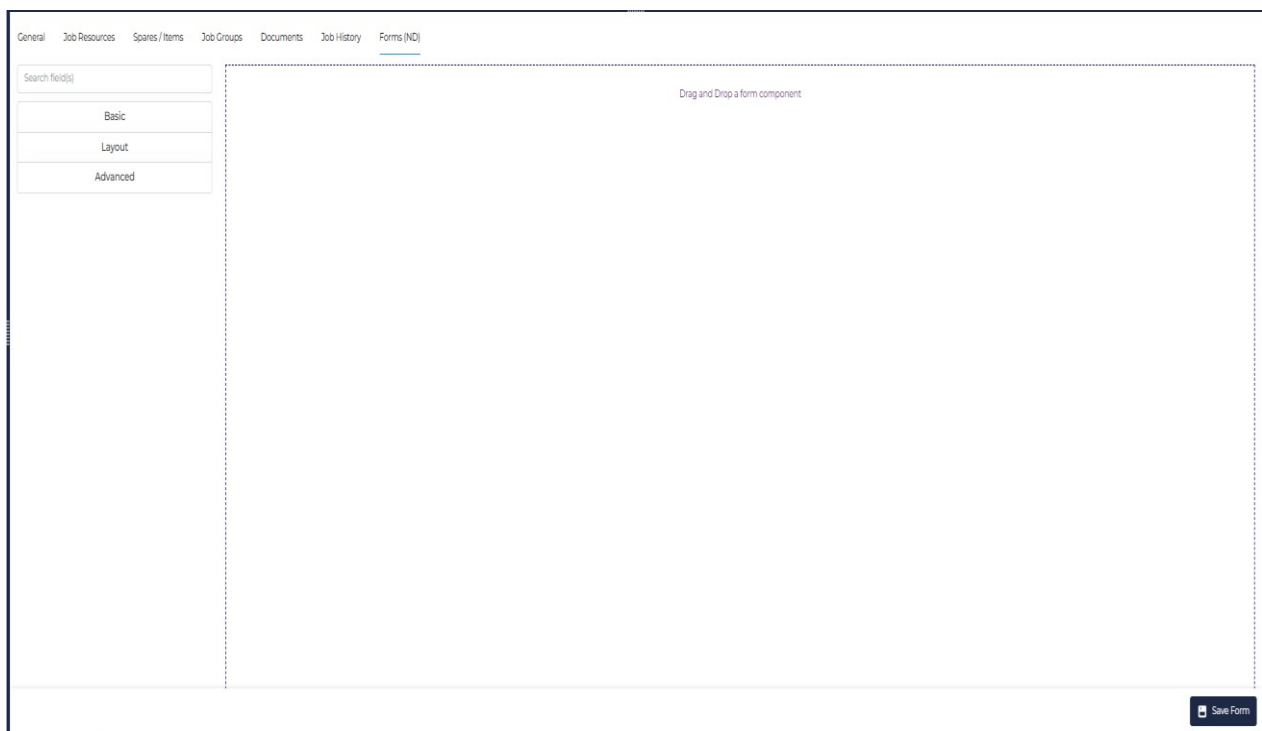 General Job Resources Spares / Items Job Groups Documents Job History Forms (ND)
Search field(s)
Drag and Drop a form component
Basic
Layout
Advanced
Save Form